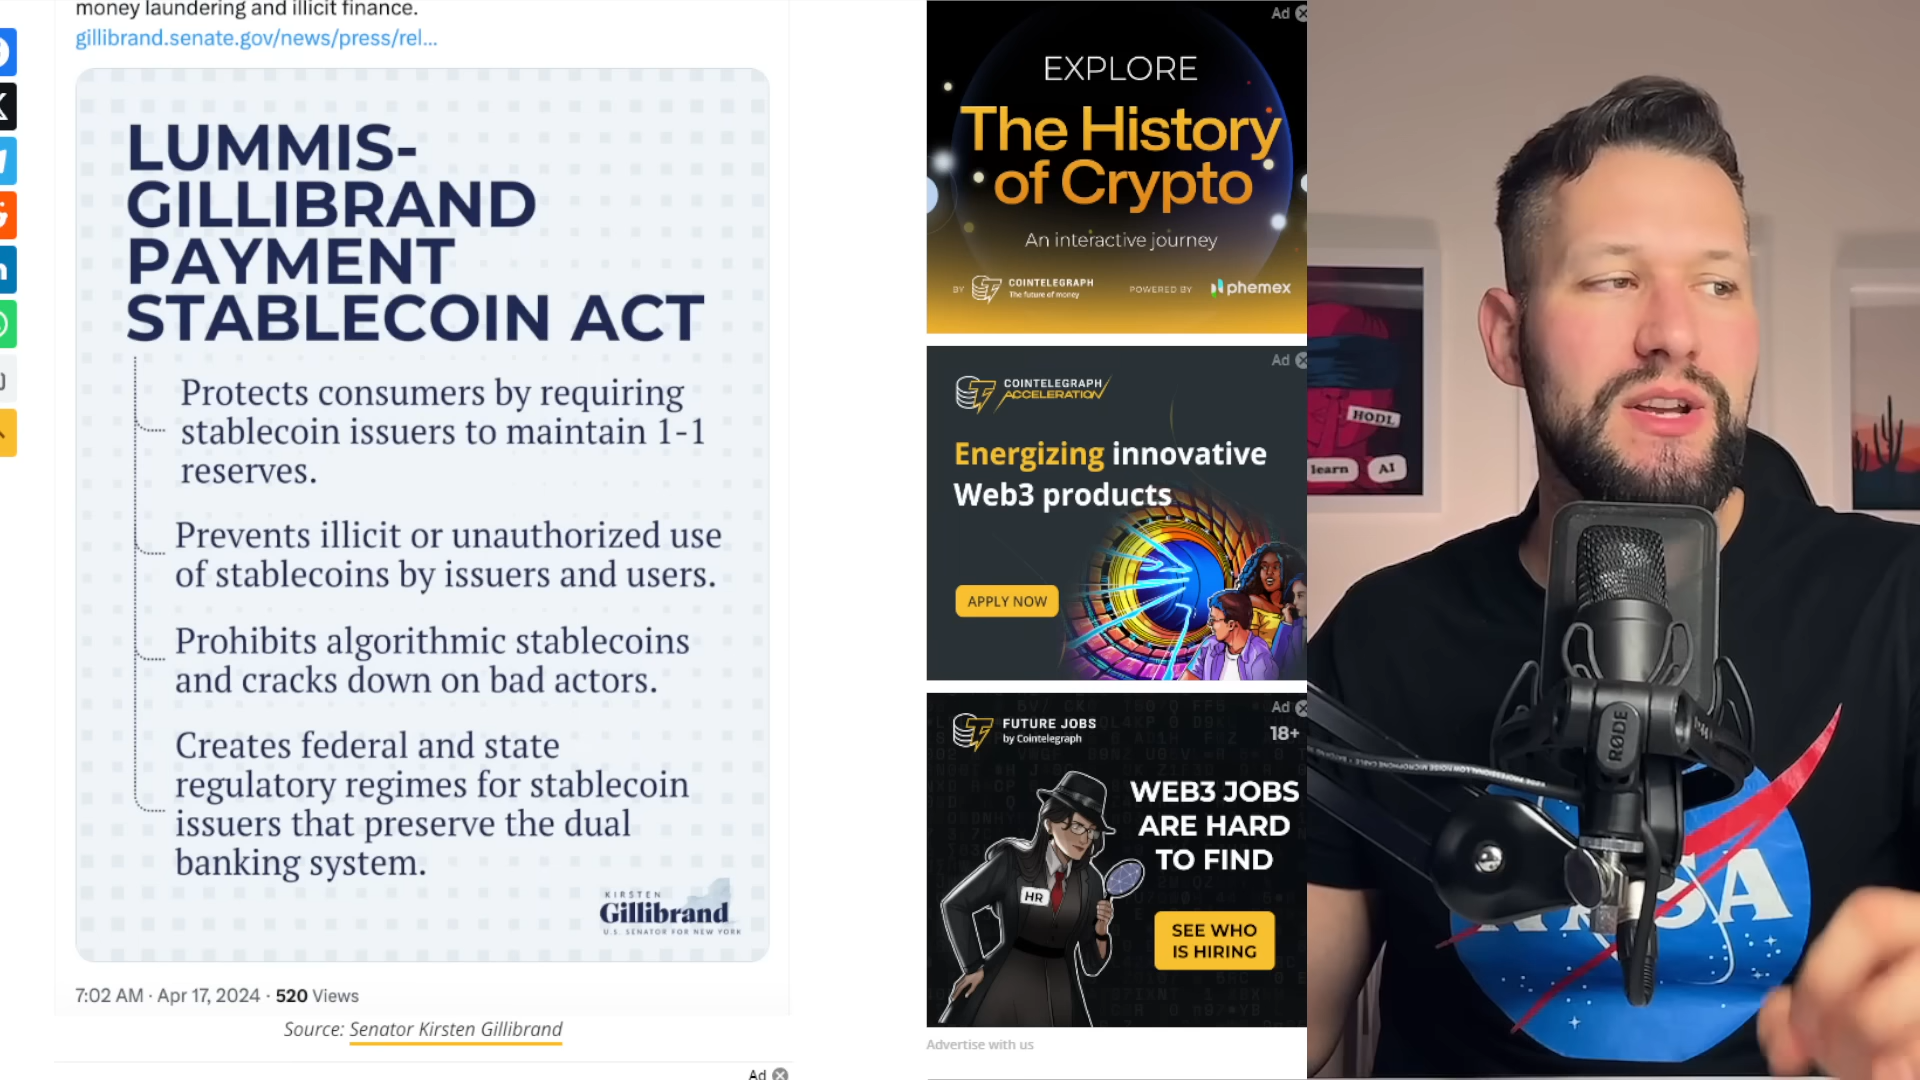 money laundering and illicit finance.
gillibrand.senate.gov/news/press/rel...
LUMMIS-
GILLIBRAND
PAYMENT
STABLECOIN ACT
Protects consumers by requiring
stablecoin issuers to maintain 1-1
reserves.
Prevents illicit or unauthorized use
of stablecoins by issuers and users.
Prohibits algorithmic stablecoins
and cracks down on bad actors.
Creates federal and state
regulatory regimes for stablecoin
issuers that preserve the dual
banking system.
KIRSTEN
Gillibrand
U.S. SENATOR FOR NEW YORK
7:02 AM · Apr 17, 2024 · 520 Views
Source: Senator Kirsten Gillibrand
Ad
Ad
EXPLORE
The History
of Crypto
An interactive journey
BY COINTELEGRAPH
The future of money
POWERED BY phemex
Ad
COINTELEGRAPH
ACCELERATION
Energizing innovative
Web3 products
APPLY NOW
Ad
FUTURE JOBS
by Cointelegraph
18+
WEB3 JOBS
ARE HARD
TO FIND
HR
SEE WHO
IS HIRING
Advertise with us
HODL
learn
AI
RØDE
NASA